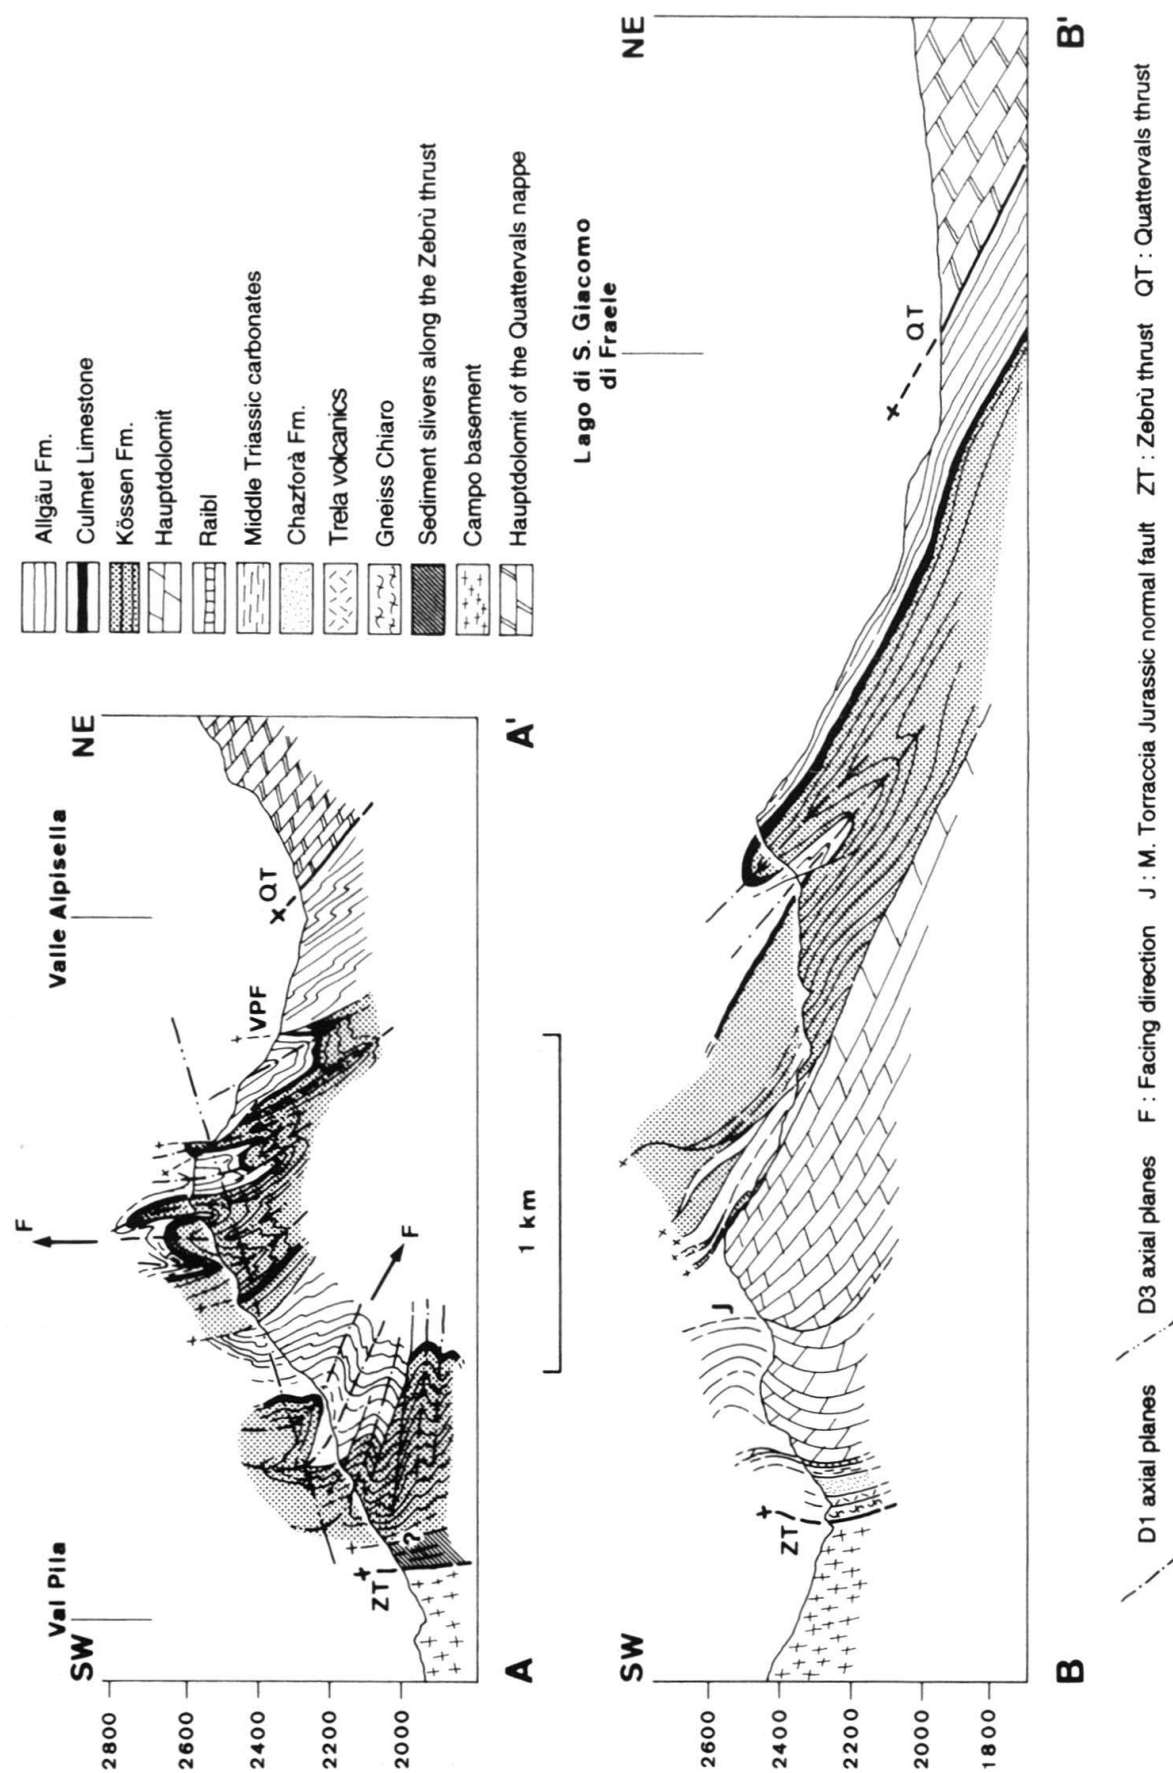 Val Pila
Valle Alpisella
SW
NE
F
F
VPF
QT
ZT
?
2800
2600
2400
2200
2000
A
A'
1 km
Allgäu Fm.
Culmet Limestone
Kössen Fm.
Hauptdolomit
Raibl
Middle Triassic carbonates
Chazforà Fm.
Trela volcanics
Gneiss Chiaro
Sediment slivers along the Zebrù thrust
Campo basement
Hauptdolomit of the Quattervals nappe
Lago di S. Giacomo
di Fraele
SW
NE
ZT
J
QT
2600
2400
2200
2000
1800
B
B'
D1 axial planes D3 axial planes F : Facing direction J : M. Torraccia Jurassic normal fault ZT : Zebrù thrust QT : Quattervals thrust